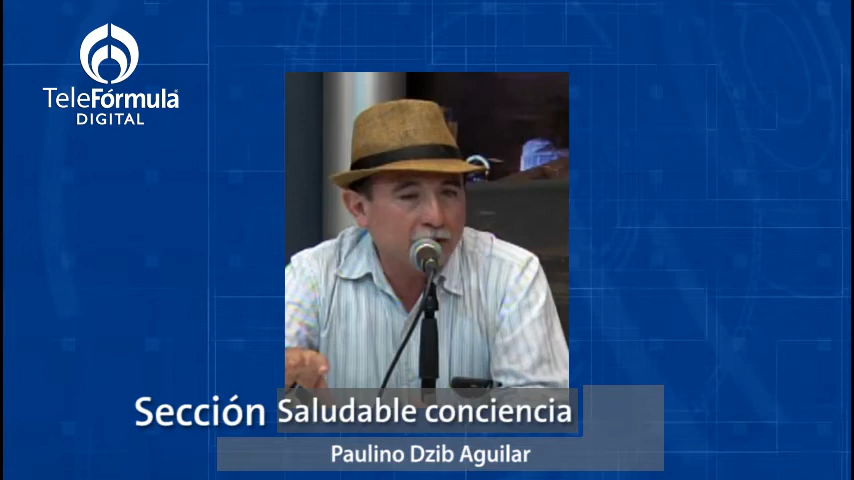 TeleFórmula
DIGITAL
Sección Saludable conciencia
Paulino Dzib Aguilar